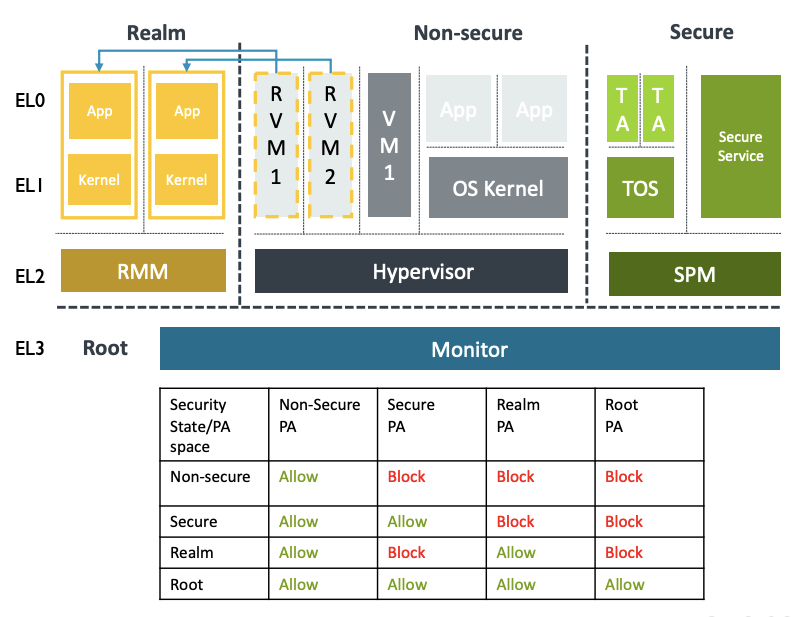 Realm
Non-secure
Secure
EL0
EL1
EL2
EL3
App
Kernel
App
Kernel
RMM
R
V
M
1
R
V
M
2
V
M
1
App
App
OS Kernel
Hypervisor
T
A
T
A
TOS
Secure
Service
SPM
Root
Monitor
Security
State/PA
space
Non-Secure
PA
Secure
PA
Realm
PA
Root
PA
Non-secure
Allow
Block
Block
Block
Secure
Allow
Allow
Block
Block
Realm
Allow
Block
Allow
Block
Root
Allow
Allow
Allow
Allow